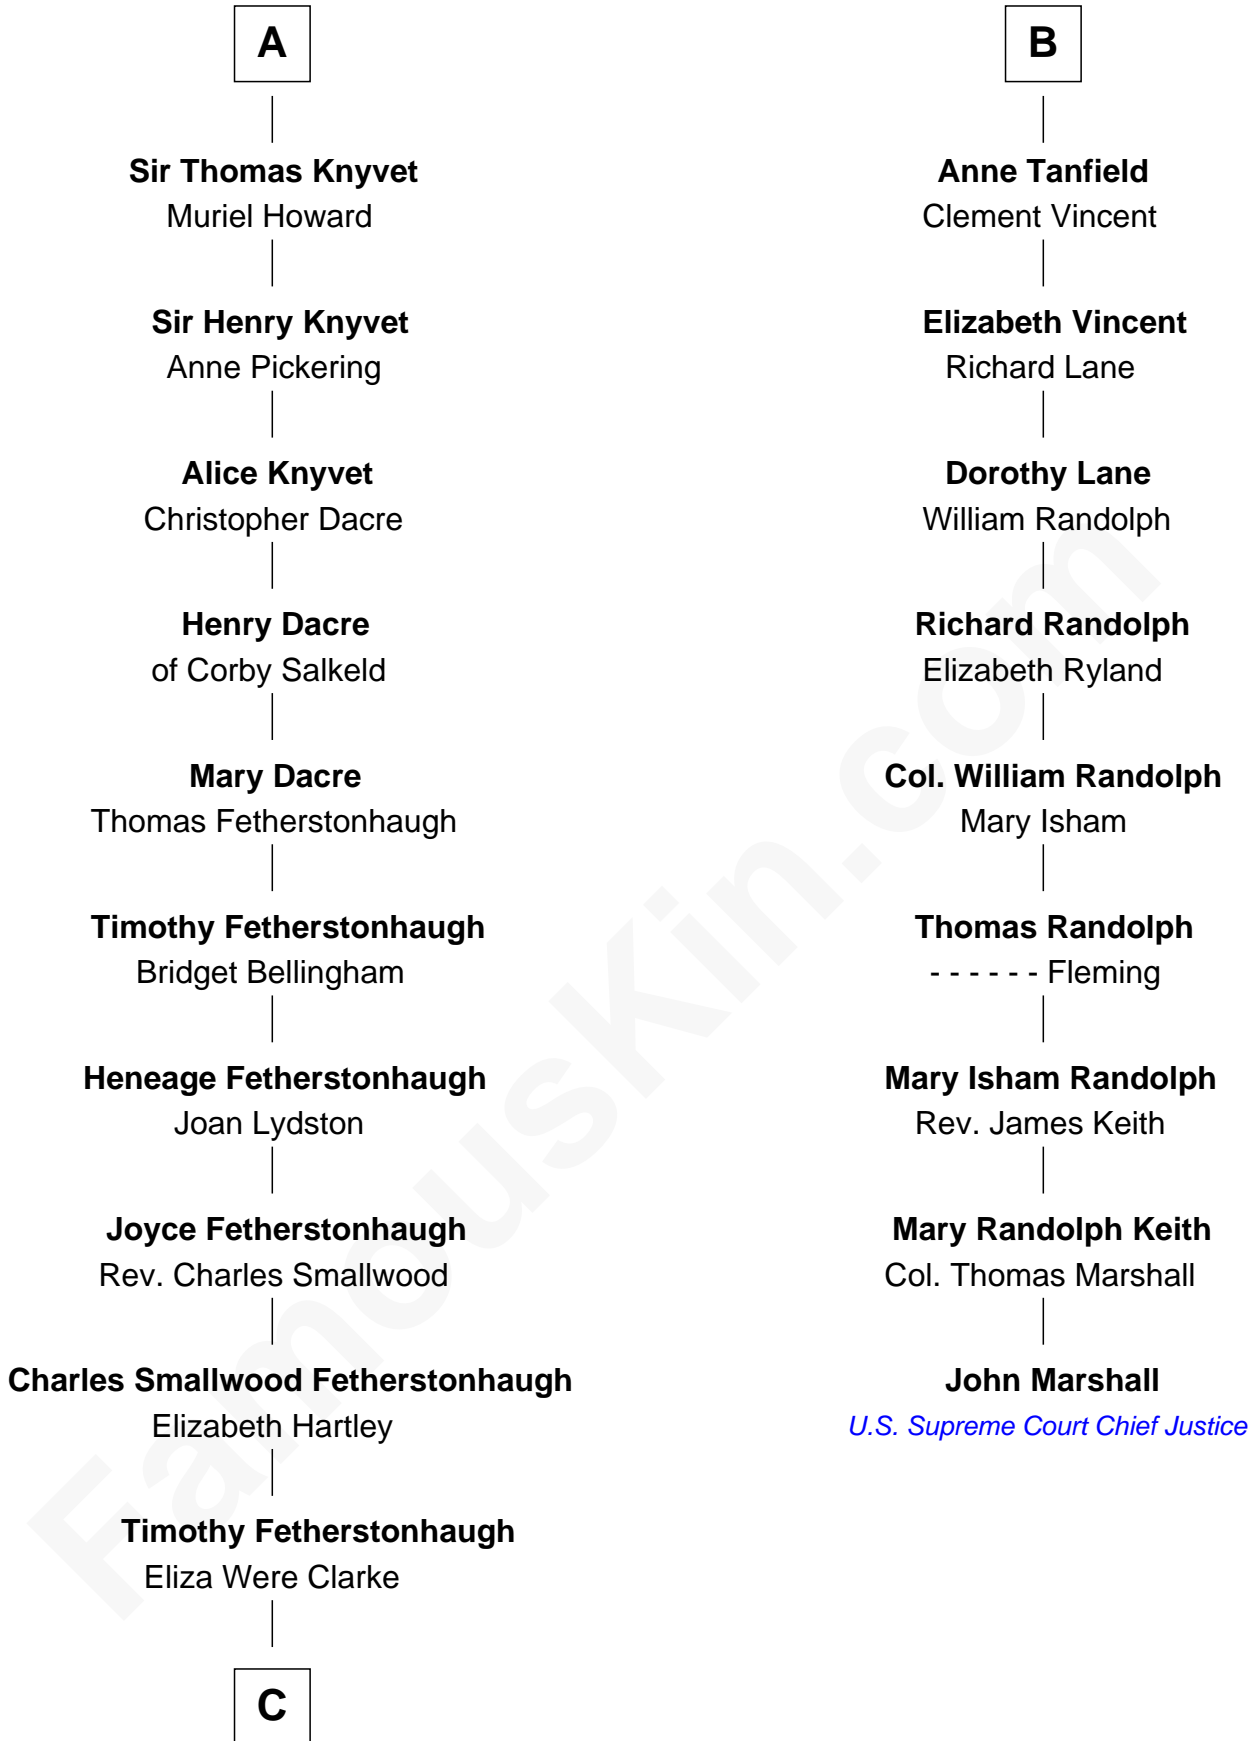 A
Sir Thomas Knyvet
Muriel Howard
Sir Henry Knyvet
Anne Pickering
Alice Knyvet
Christopher Dacre
Henry Dacre
of Corby Salkeld
Mary Dacre
Thomas Fetherstonhaugh
Timothy Fetherstonhaugh
Bridget Bellingham
Heneage Fetherstonhaugh
Joan Lydston
Joyce Fetherstonhaugh
Rev. Charles Smallwood
Charles Smallwood Fetherstonhaugh
Elizabeth Hartley
Timothy Fetherstonhaugh
Eliza Were Clarke
C
B
Anne Tanfield
Clement Vincent
Elizabeth Vincent
Richard Lane
Dorothy Lane
William Randolph
Richard Randolph
Elizabeth Ryland
Col. William Randolph
Mary Isham
Thomas Randolph
- - - - - - Fleming
Mary Isham Randolph
Rev. James Keith
Mary Randolph Keith
Col. Thomas Marshall
John Marshall
U.S. Supreme Court Chief Justice
FamousKin.com